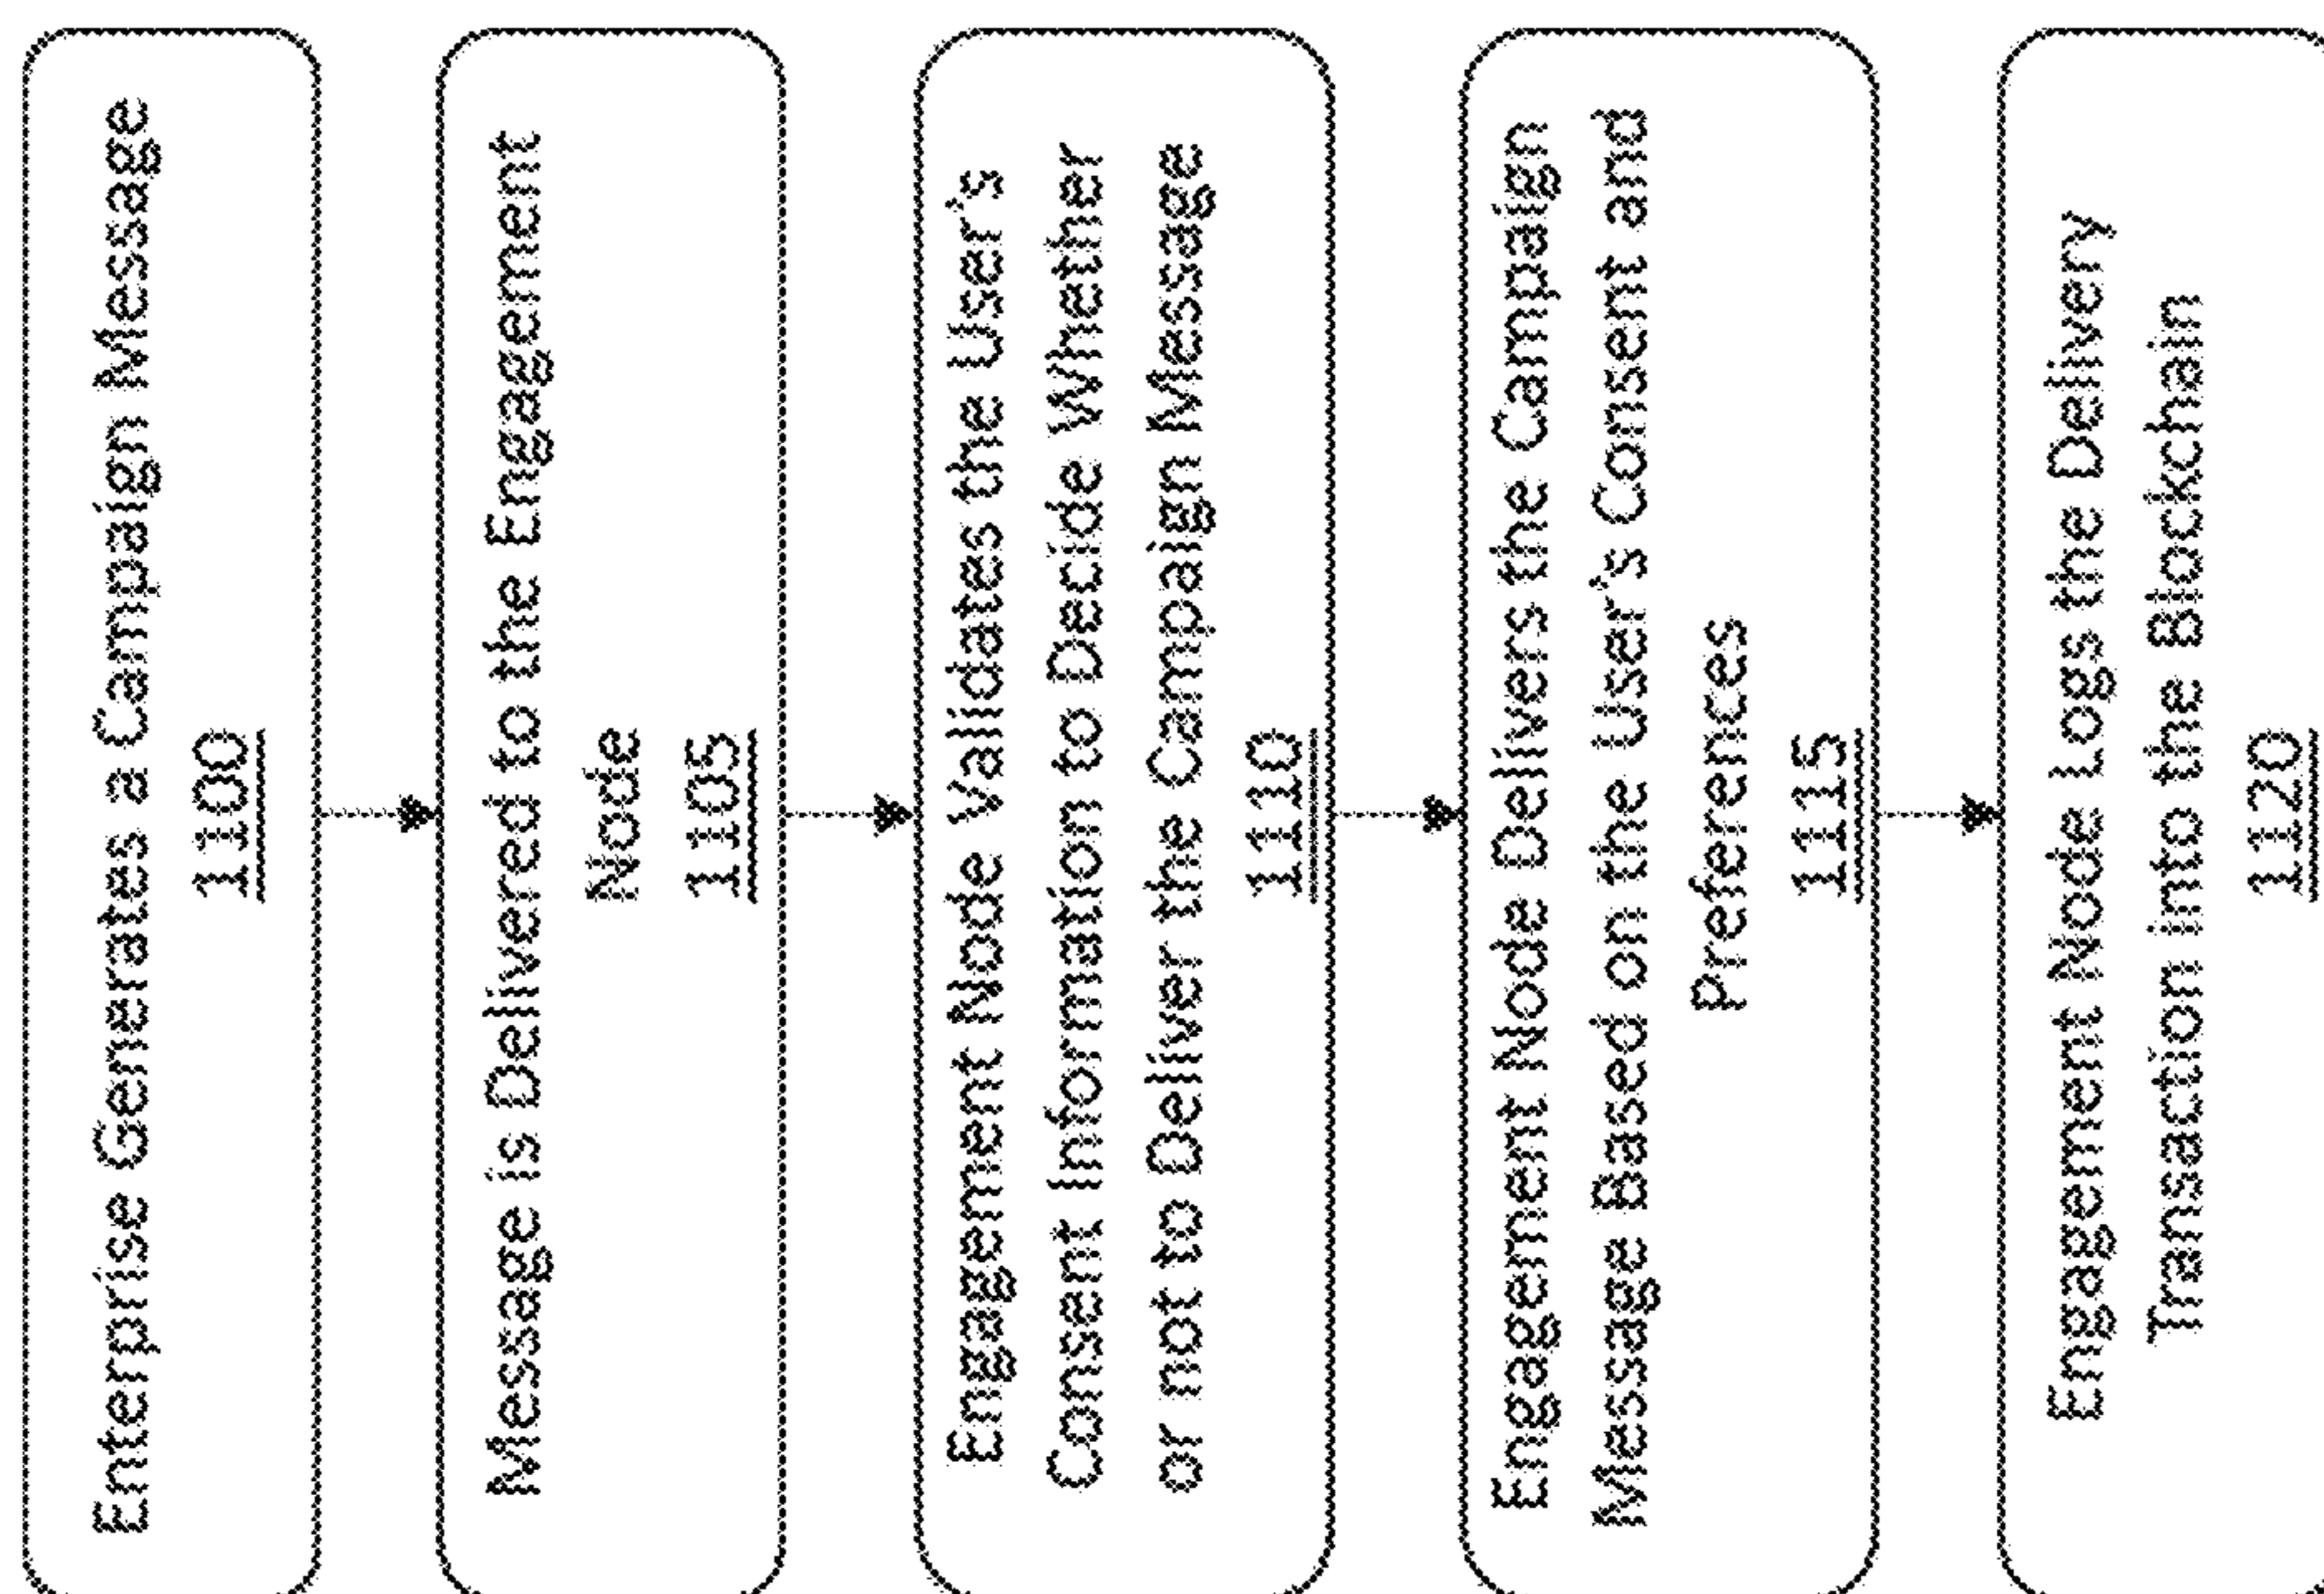 Enterprise Generates a Campaign Message
1100
Message is Delivered to the Engagement
Node
1105
Engagement Node Validates the User's
Consent Information to Decide Whether
or not to Deliver the Campaign Message
1110
Engagement Node Delivers the Campaign
Message Based on the User's Consent and
Preferences
1115
Engagement Node Logs the Delivery
Transaction into the Blockchain
1120